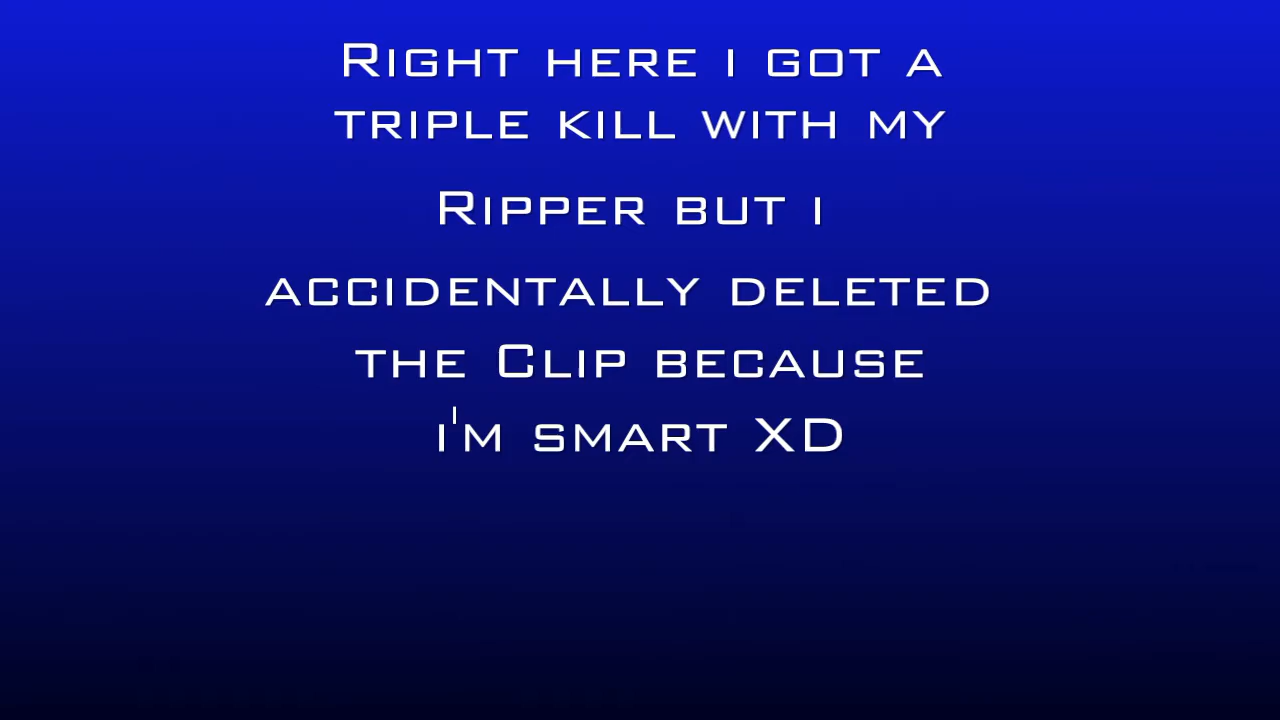 Right here i got a
triple kill with my
Ripper but i
accidentally deleted
the Clip because
i'm smart XD